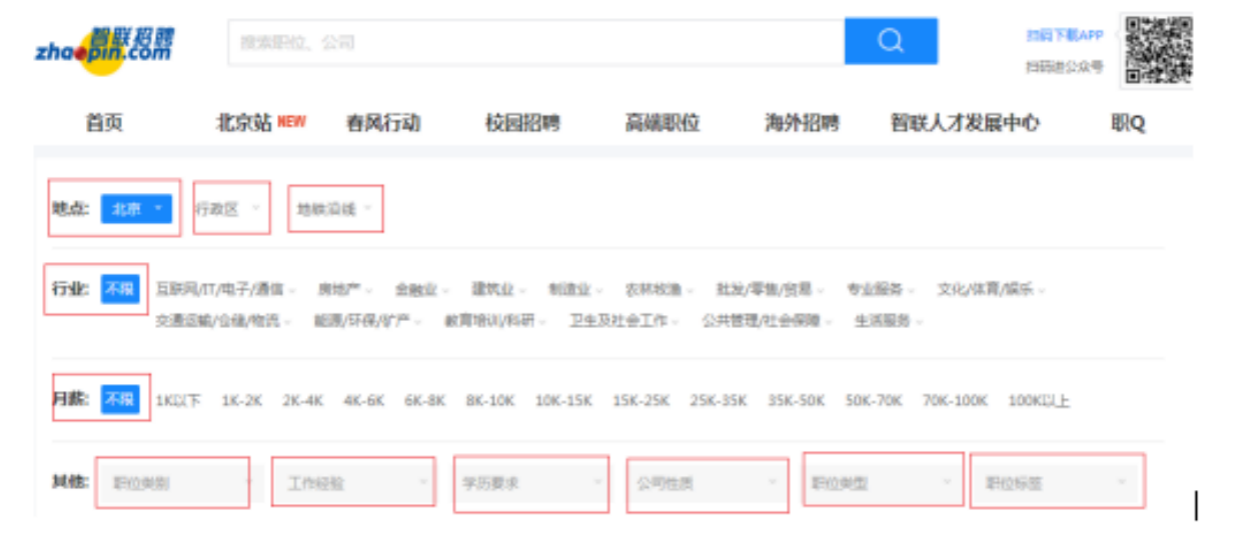 智联招聘
zhaopin.com
搜索职位、公司
扫码下载APP
扫码进公众号
首页 北京站 NEW 春风行动 校园招聘 高端职位 海外招聘 智联人才发展中心 职Q
地点: 北京 行政区 地铁沿线
行业: 不限 互联网/IT/电子/通信 房地产 金融业 建筑业 制造业 农林牧渔 批发/零售/贸易 专业服务 文化/体育/娱乐
交通运输/仓储/物流 能源/环保/矿产 教育培训/科研 卫生及社会工作 公共管理/社会保障 生活服务
月薪: 不限 1K以下 1K-2K 2K-4K 4K-6K 6K-8K 8K-10K 10K-15K 15K-25K 25K-35K 35K-50K 50K-70K 70K-100K 100K以上
其他: 职位类别 工作经验 学历要求 公司性质 职位类型 职位标签